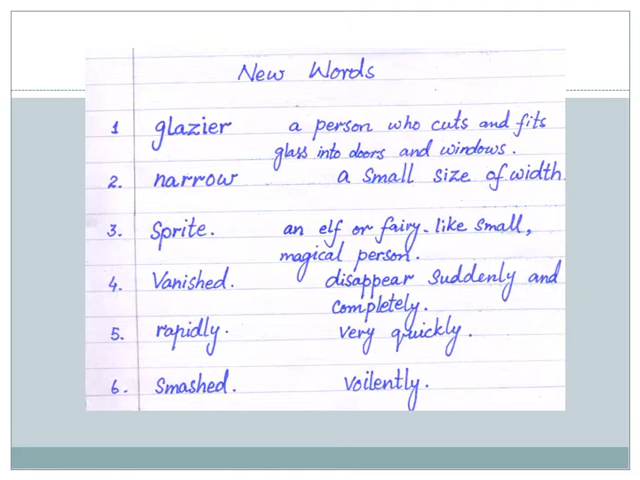 New Words
1 glazier a person who cuts and fits
glass into doors and windows.
2. narrow a small size of width
3. Sprite. an elf or fairy-like small,
magical person.
4. Vanished. disappear suddenly and
completely.
5. rapidly. very quickly.
6. Smashed. voilently.